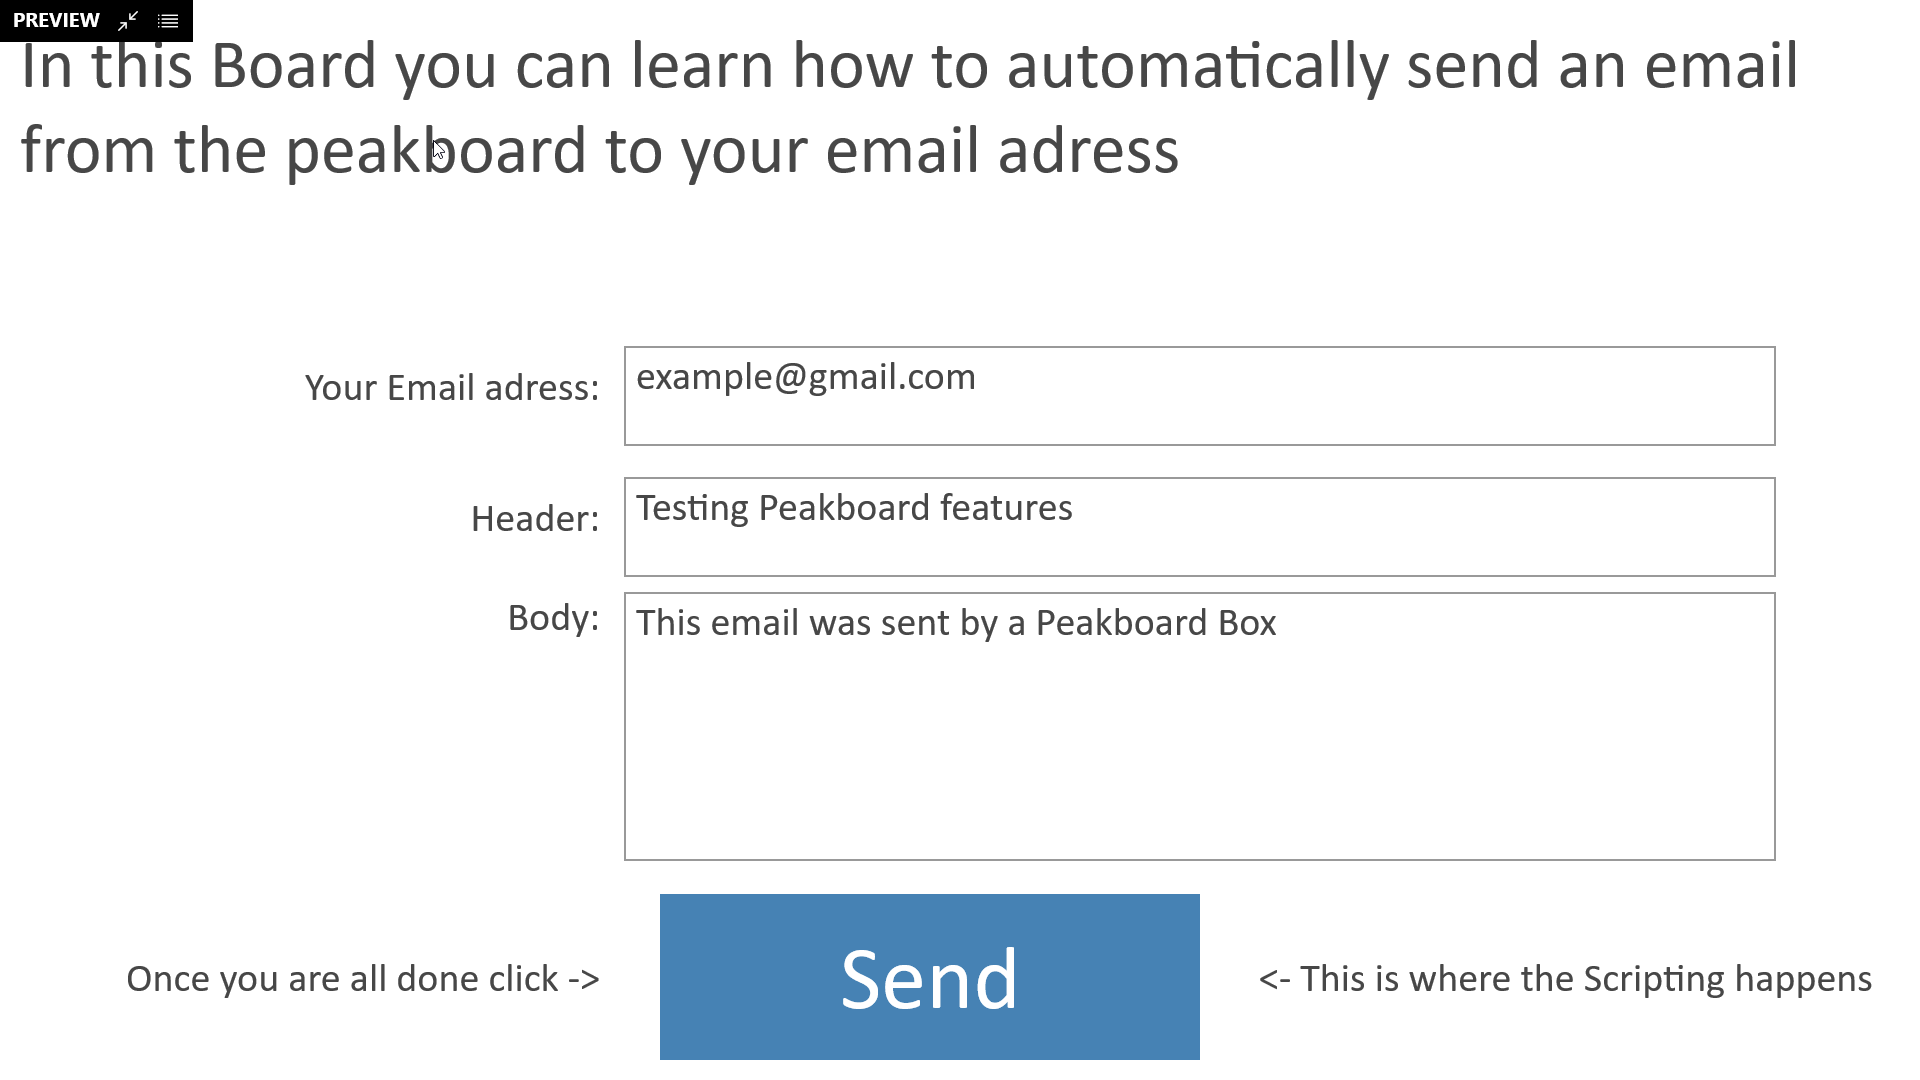 PREVIEW
In this Board you can learn how to automatically send an email
from the peakboard to your email adress
Your Email adress:
example@gmail.com
Header:
Testing Peakboard features
Body:
This email was sent by a Peakboard Box
Once you are all done click ->
Send
<- This is where the Scripting happens